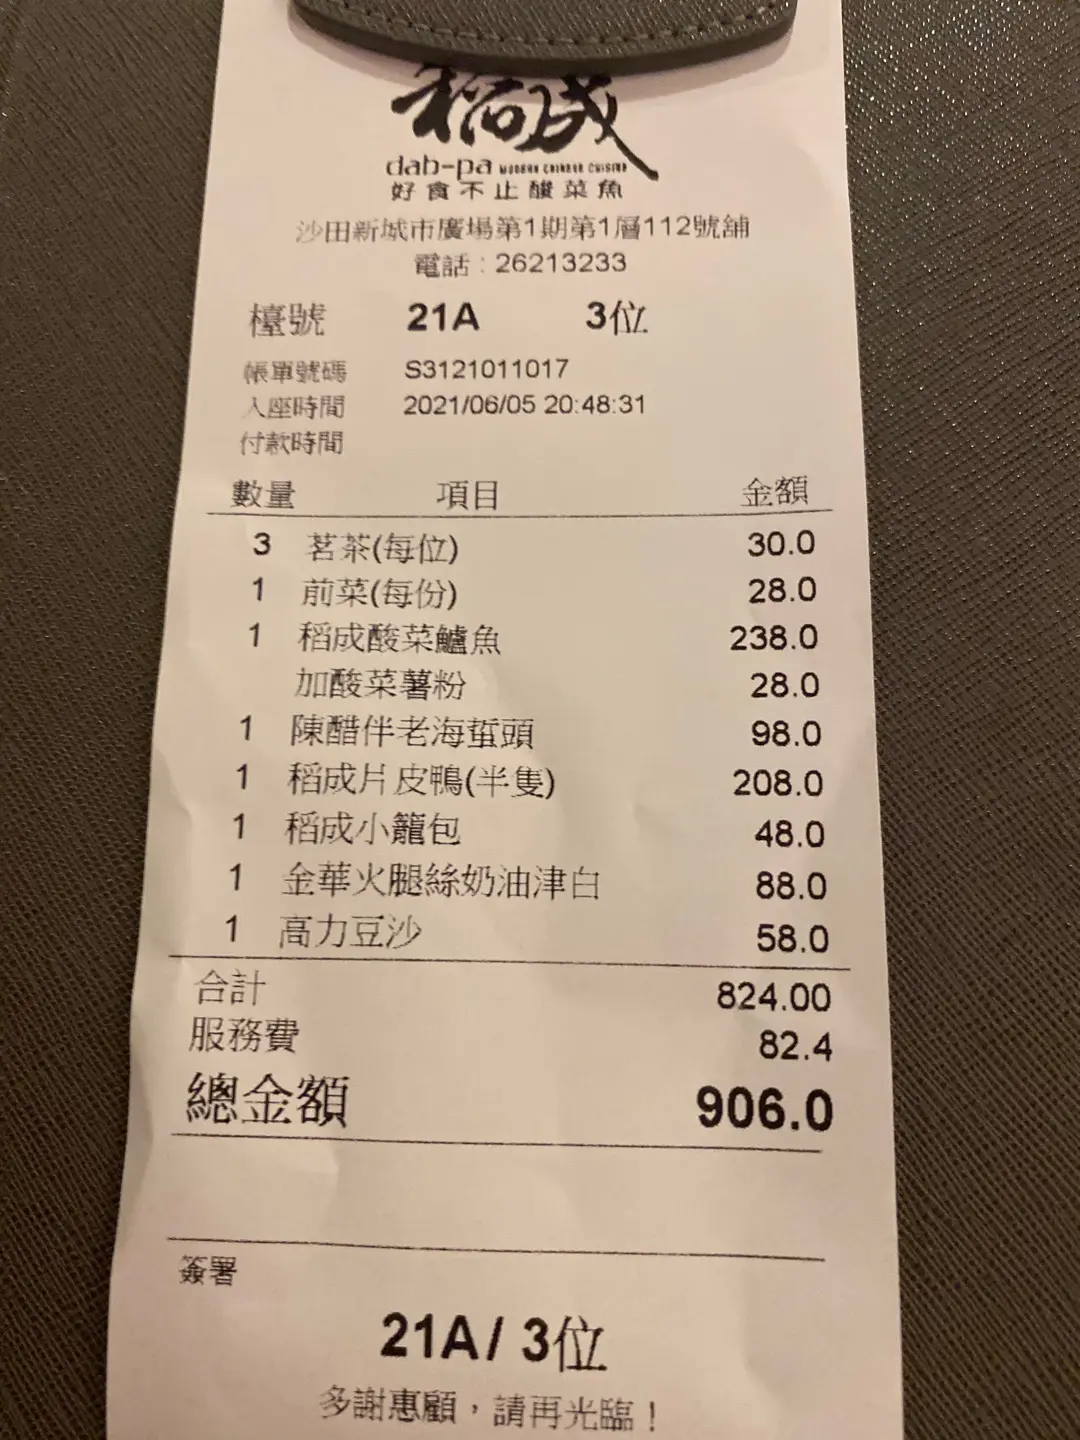 稻成
dab-pa MODERN CHINESE CUISINE
好食不止酸菜魚
沙田新城市廣場第1期第1層112號舖
電話:26213233
檯號 21A 3位
帳單號碼 S3121011017
入座時間 2021/06/05 20:48:31
付款時間
數量 項目 金額
3 茗茶(每位) 30.0
1 前菜(每份) 28.0
1 稻成酸菜鱸魚 238.0
加酸菜薯粉 28.0
1 陳醋伴老海蜇頭 98.0
1 稻成片皮鴨(半隻) 208.0
1 稻成小籠包 48.0
1 金華火腿絲奶油津白 88.0
1 高力豆沙 58.0
合計 824.00
服務費 82.4
總金額 906.0
簽署
21A/ 3位
多謝惠顧，請再光臨！